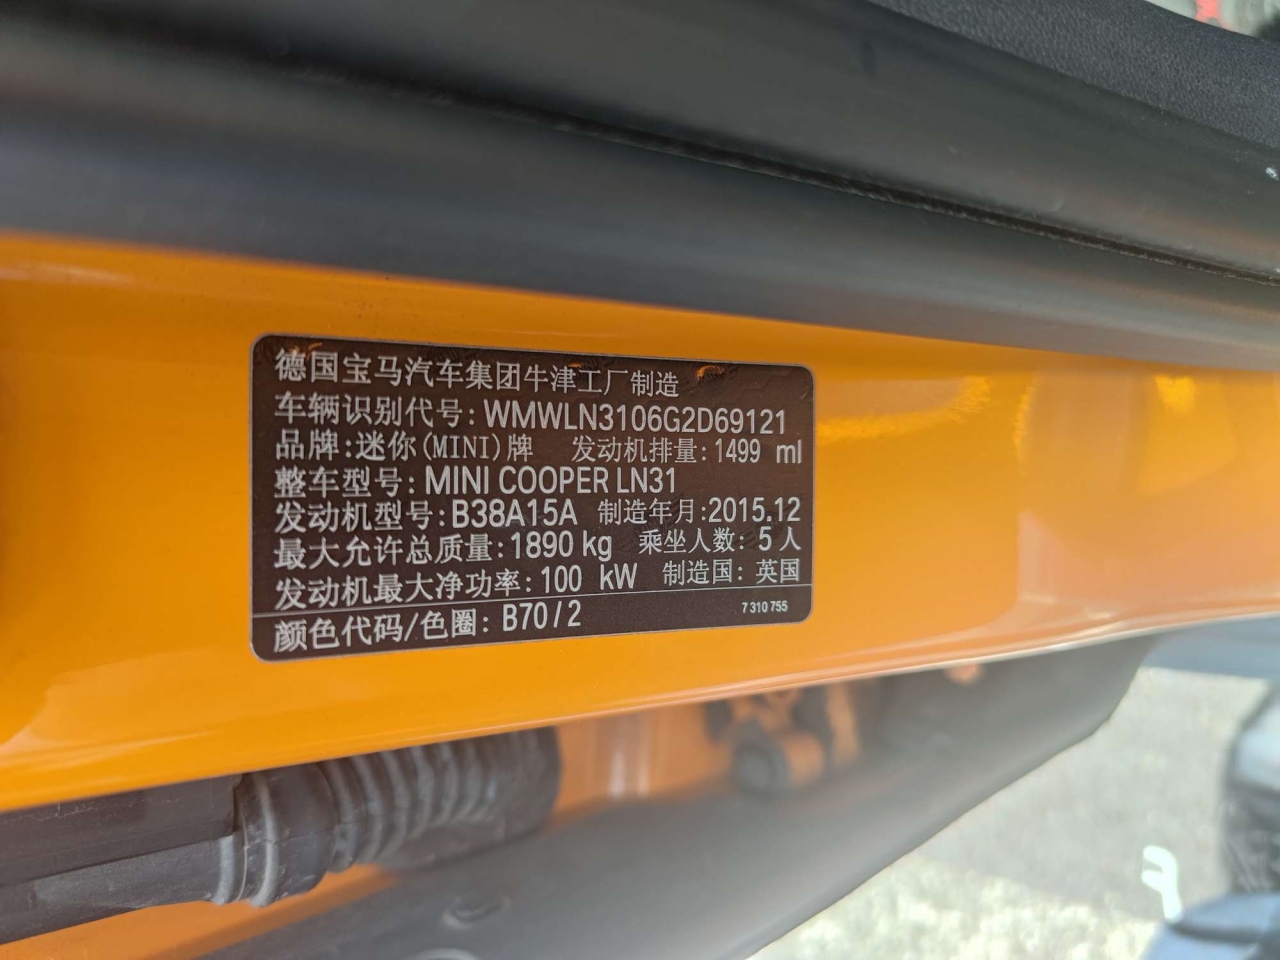 德国宝马汽车集团牛津工厂制造
车辆识别代号: WMWLN3106G2D69121
品牌:迷你(MINI)牌 发动机排量: 1499 ml
整车型号: MINI COOPER LN31
发动机型号: B38A15A 制造年月:2015.12
最大允许总质量: 1890 kg 乘坐人数: 5人
发动机最大净功率: 100 kW 制造国: 英国
颜色代码/色圈: B70/2 7 310 755